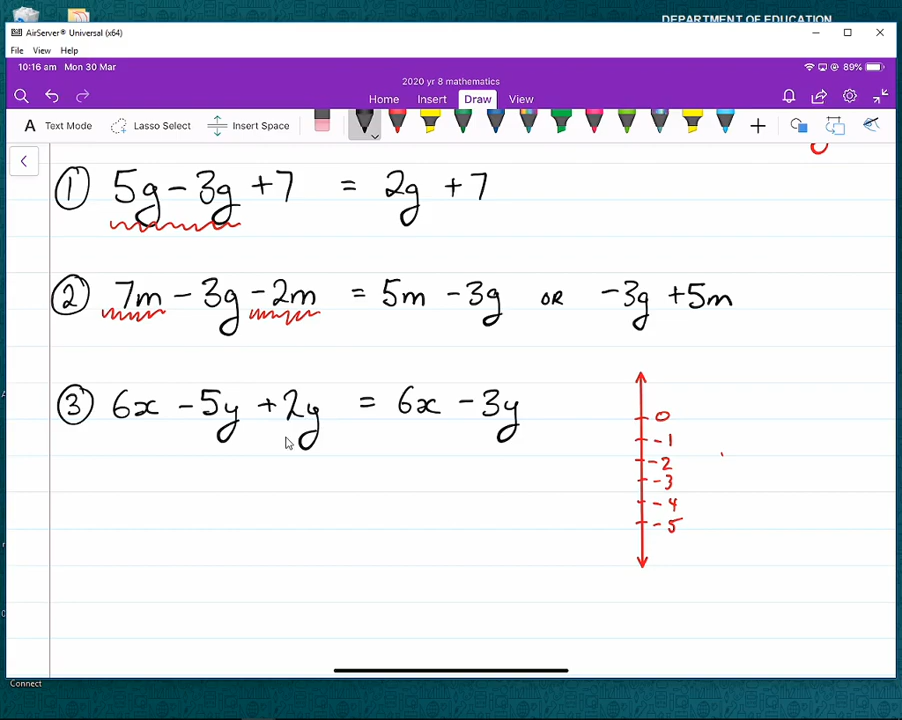 DEPARTMENT OF EDUCATION
AirServer® Universal (x64)
File View Help
10:16 am Mon 30 Mar 89%
2020 yr 8 mathematics
Home Insert Draw View
A Text Mode Lasso Select Insert Space
① 5g - 3g + 7 = 2g + 7
② 7m - 3g - 2m = 5m - 3g OR -3g + 5m
③ 6x - 5y + 2y = 6x - 3y
0
-1
-2
-3
-4
-5
Connect